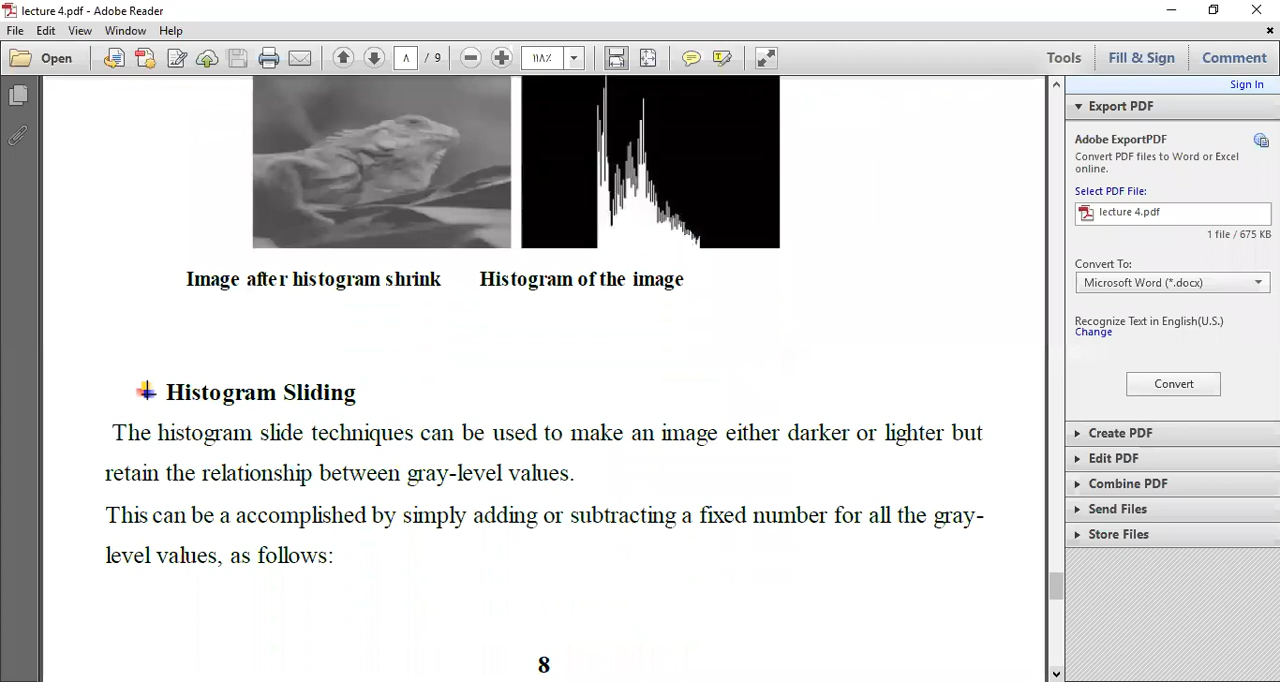 lecture 4.pdf - Adobe Reader
File Edit View Window Help
Open ٨ / 9 ١١٨٪ Tools Fill & Sign Comment
Sign In
Export PDF
Adobe ExportPDF
Convert PDF files to Word or Excel
online.
Select PDF File:
lecture 4.pdf
1 file / 675 KB
Convert To:
Microsoft Word (*.docx)
Recognize Text in English(U.S.)
Change
Convert
Create PDF
Edit PDF
Combine PDF
Send Files
Store Files
Image after histogram shrink Histogram of the image
Histogram Sliding
The histogram slide techniques can be used to make an image either darker or lighter but
retain the relationship between gray-level values.
This can be a accomplished by simply adding or subtracting a fixed number for all the gray-
level values, as follows:
8